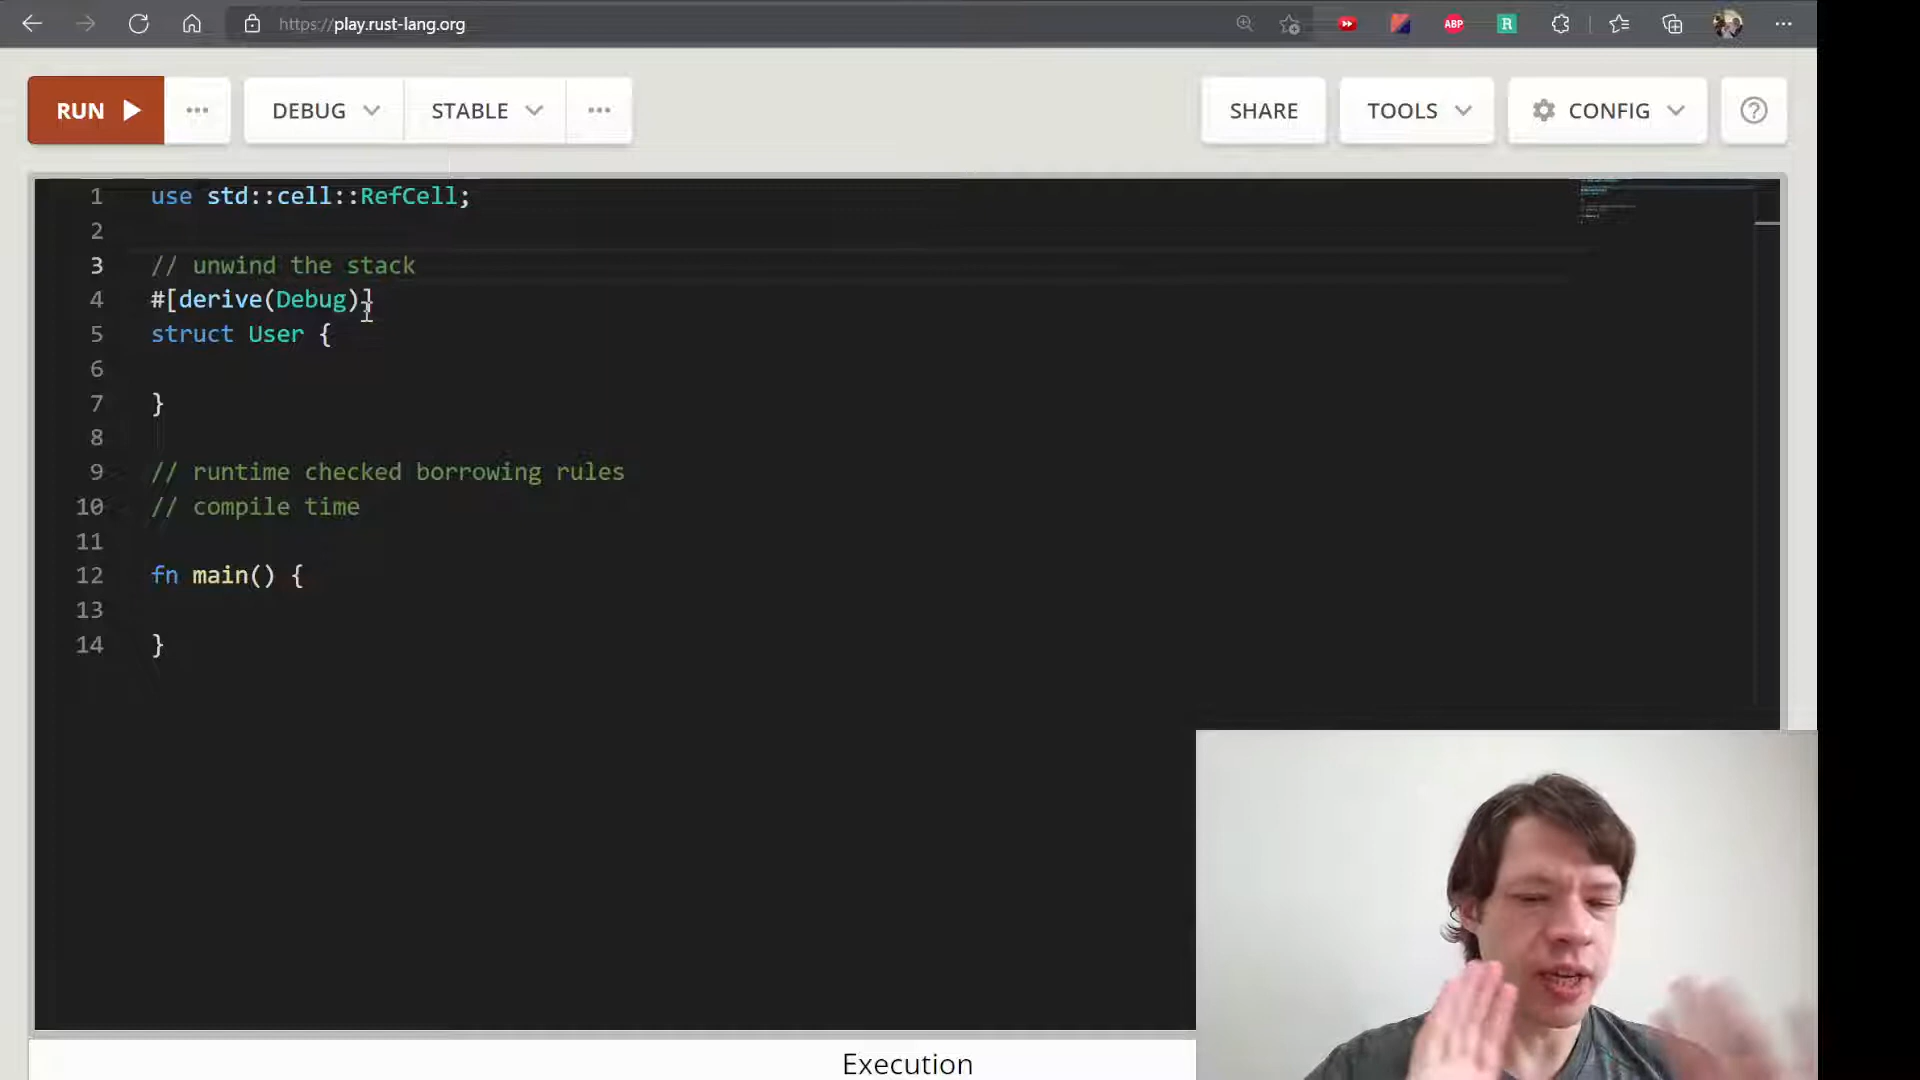 https://play.rust-lang.org
ABP
R
RUN
DEBUG
STABLE
SHARE
TOOLS
CONFIG
1 use std::cell::RefCell;
2
3 // unwind the stack
4 #[derive(Debug)]
5 struct User {
6
7 }
8
9 // runtime checked borrowing rules
10 // compile time
11
12 fn main() {
13
14 }
Execution